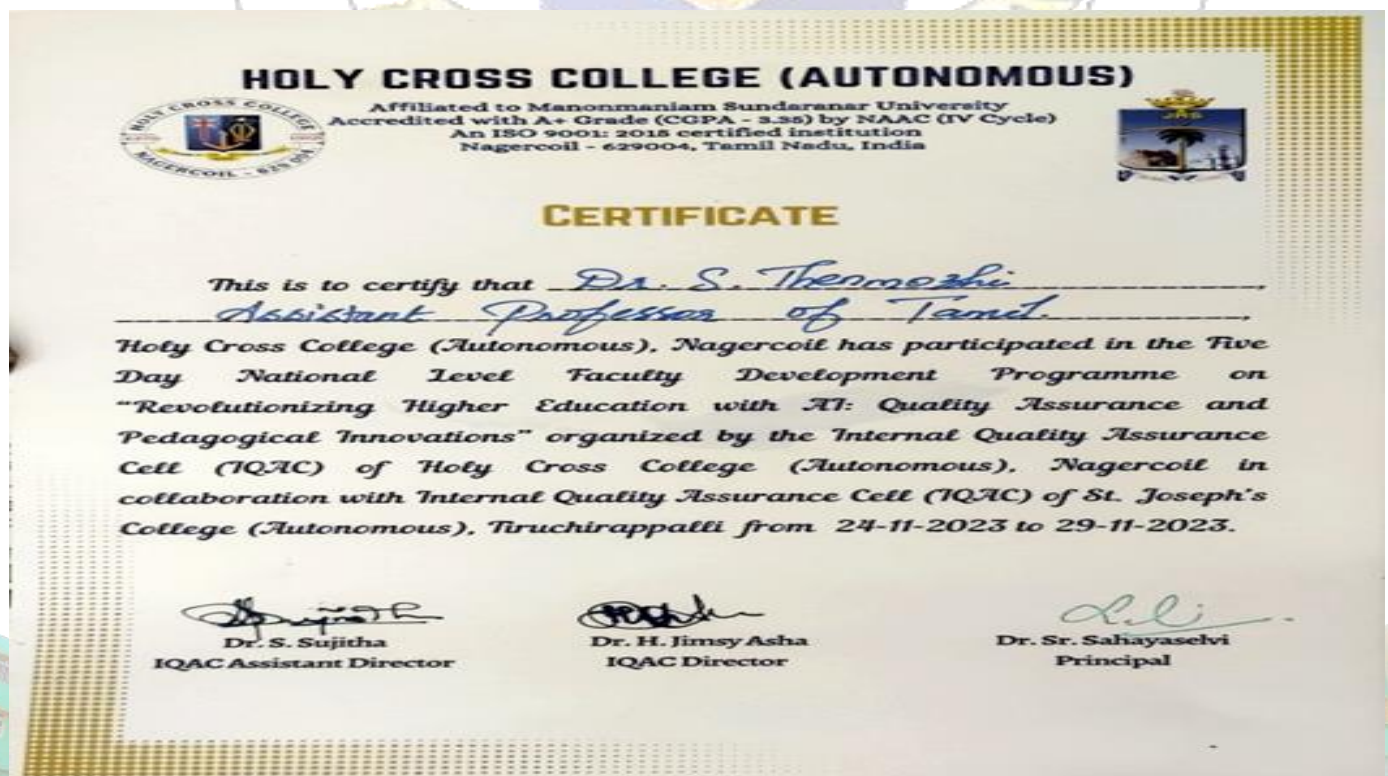 HOLY CROSS COLLEGE (AUTONOMOUS)
Affiliated to Manonmaniam Sundaranar University
Accredited with A+ Grade (CGPA - 3.35) by NAAC (IV Cycle)
An ISO 9001: 2015 certified institution
Nagercoil - 629004, Tamil Nadu, India
HOLY CROSS COLLEGE
NAGERCOIL - 629 004
CERTIFICATE
This is to certify that Dr. S. Thenmozhi,
Assistant Professor of Tamil,
Holy Cross College (Autonomous), Nagercoil has participated in the Five
Day National Level Faculty Development Programme on
"Revolutionizing Higher Education with AI: Quality Assurance and
Pedagogical Innovations" organized by the Internal Quality Assurance
Cell (IQAC) of Holy Cross College (Autonomous), Nagercoil in
collaboration with Internal Quality Assurance Cell (IQAC) of St. Joseph's
College (Autonomous), Tiruchirappalli from 24-11-2023 to 29-11-2023.
Dr. S. Sujitha
IQAC Assistant Director
Dr. H. Jimsy Asha
IQAC Director
Dr. Sr. Sahayaselvi
Principal